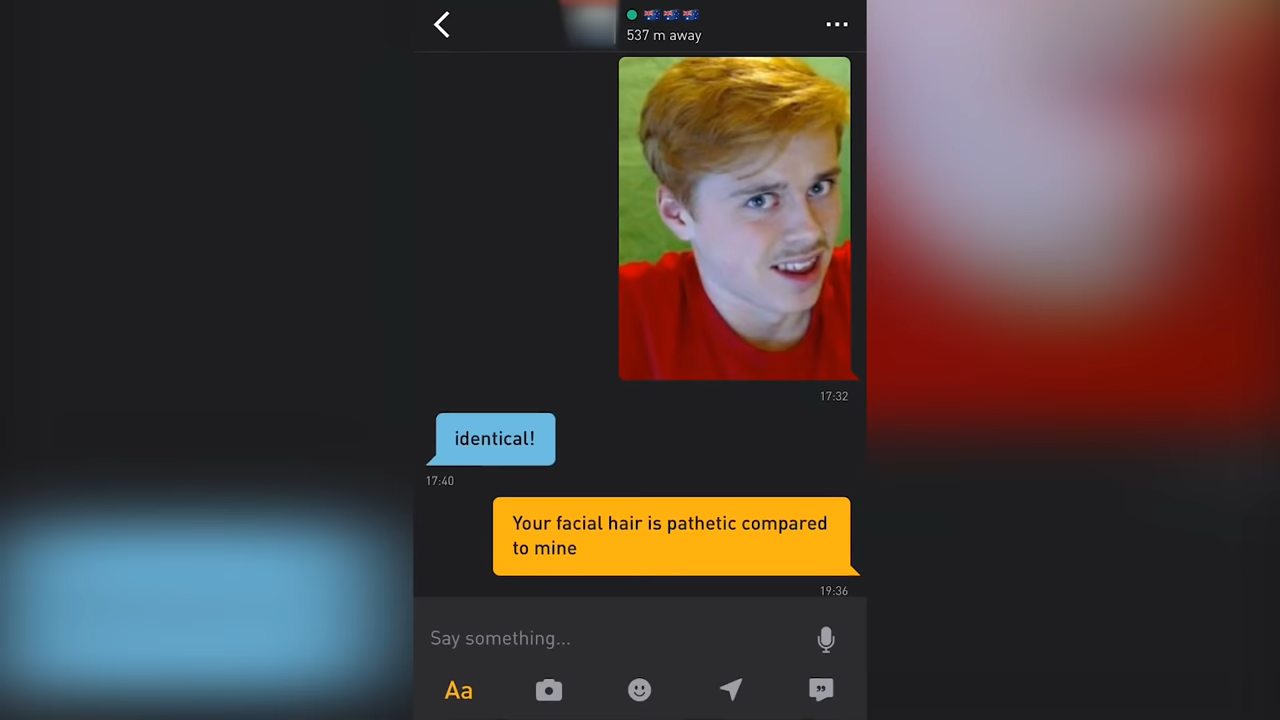 🇦🇺🇦🇺🇦🇺
537 m away
17:32
identical!
17:40
Your facial hair is pathetic compared
to mine
19:36
Say something...
Aa